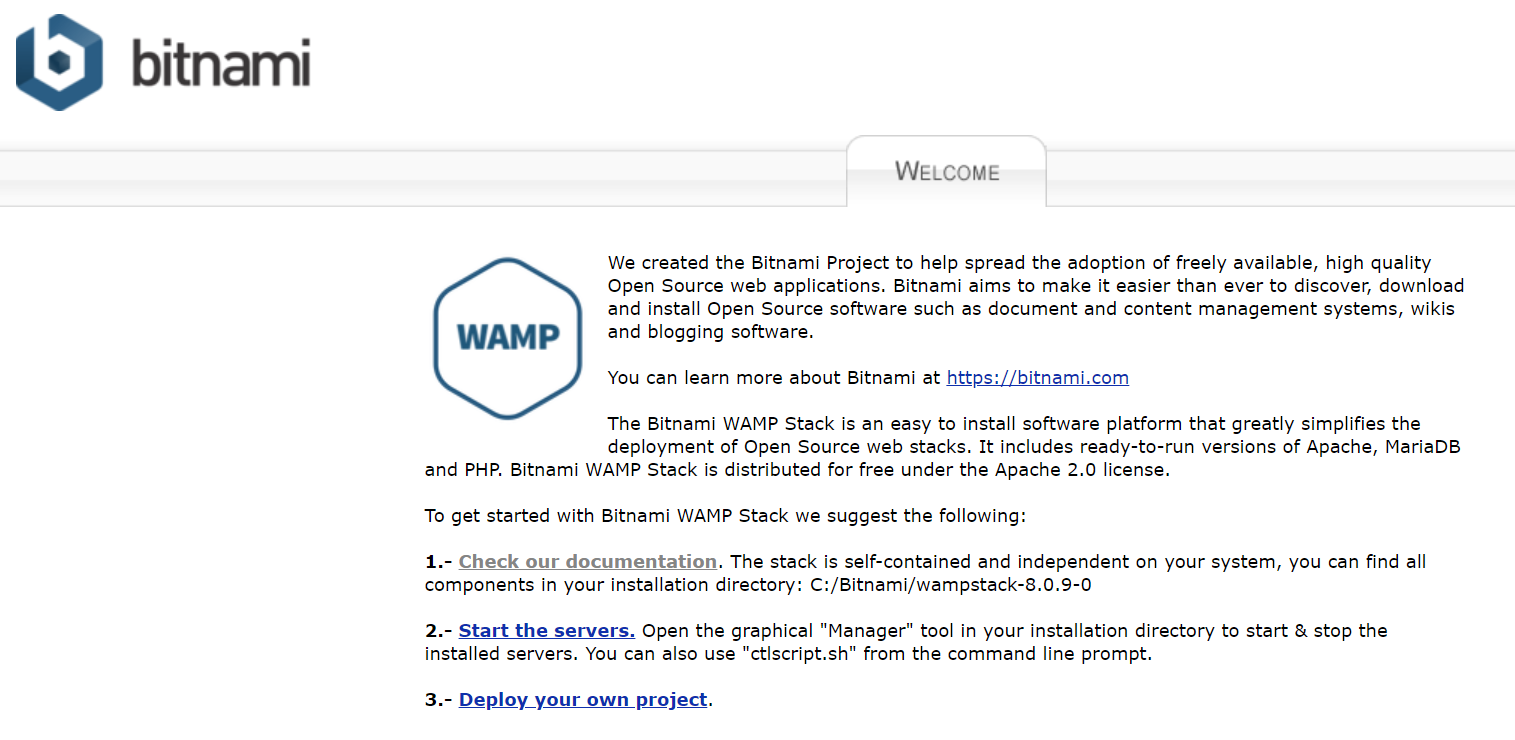 bitnami
WELCOME
WAMP
We created the Bitnami Project to help spread the adoption of freely available, high quality
Open Source web applications. Bitnami aims to make it easier than ever to discover, download
and install Open Source software such as document and content management systems, wikis
and blogging software.
You can learn more about Bitnami at https://bitnami.com
The Bitnami WAMP Stack is an easy to install software platform that greatly simplifies the
deployment of Open Source web stacks. It includes ready-to-run versions of Apache, MariaDB
and PHP. Bitnami WAMP Stack is distributed for free under the Apache 2.0 license.
To get started with Bitnami WAMP Stack we suggest the following:
1.- Check our documentation. The stack is self-contained and independent on your system, you can find all
components in your installation directory: C:/Bitnami/wampstack-8.0.9-0
2.- Start the servers. Open the graphical "Manager" tool in your installation directory to start & stop the
installed servers. You can also use "ctlscript.sh" from the command line prompt.
3.- Deploy your own project.